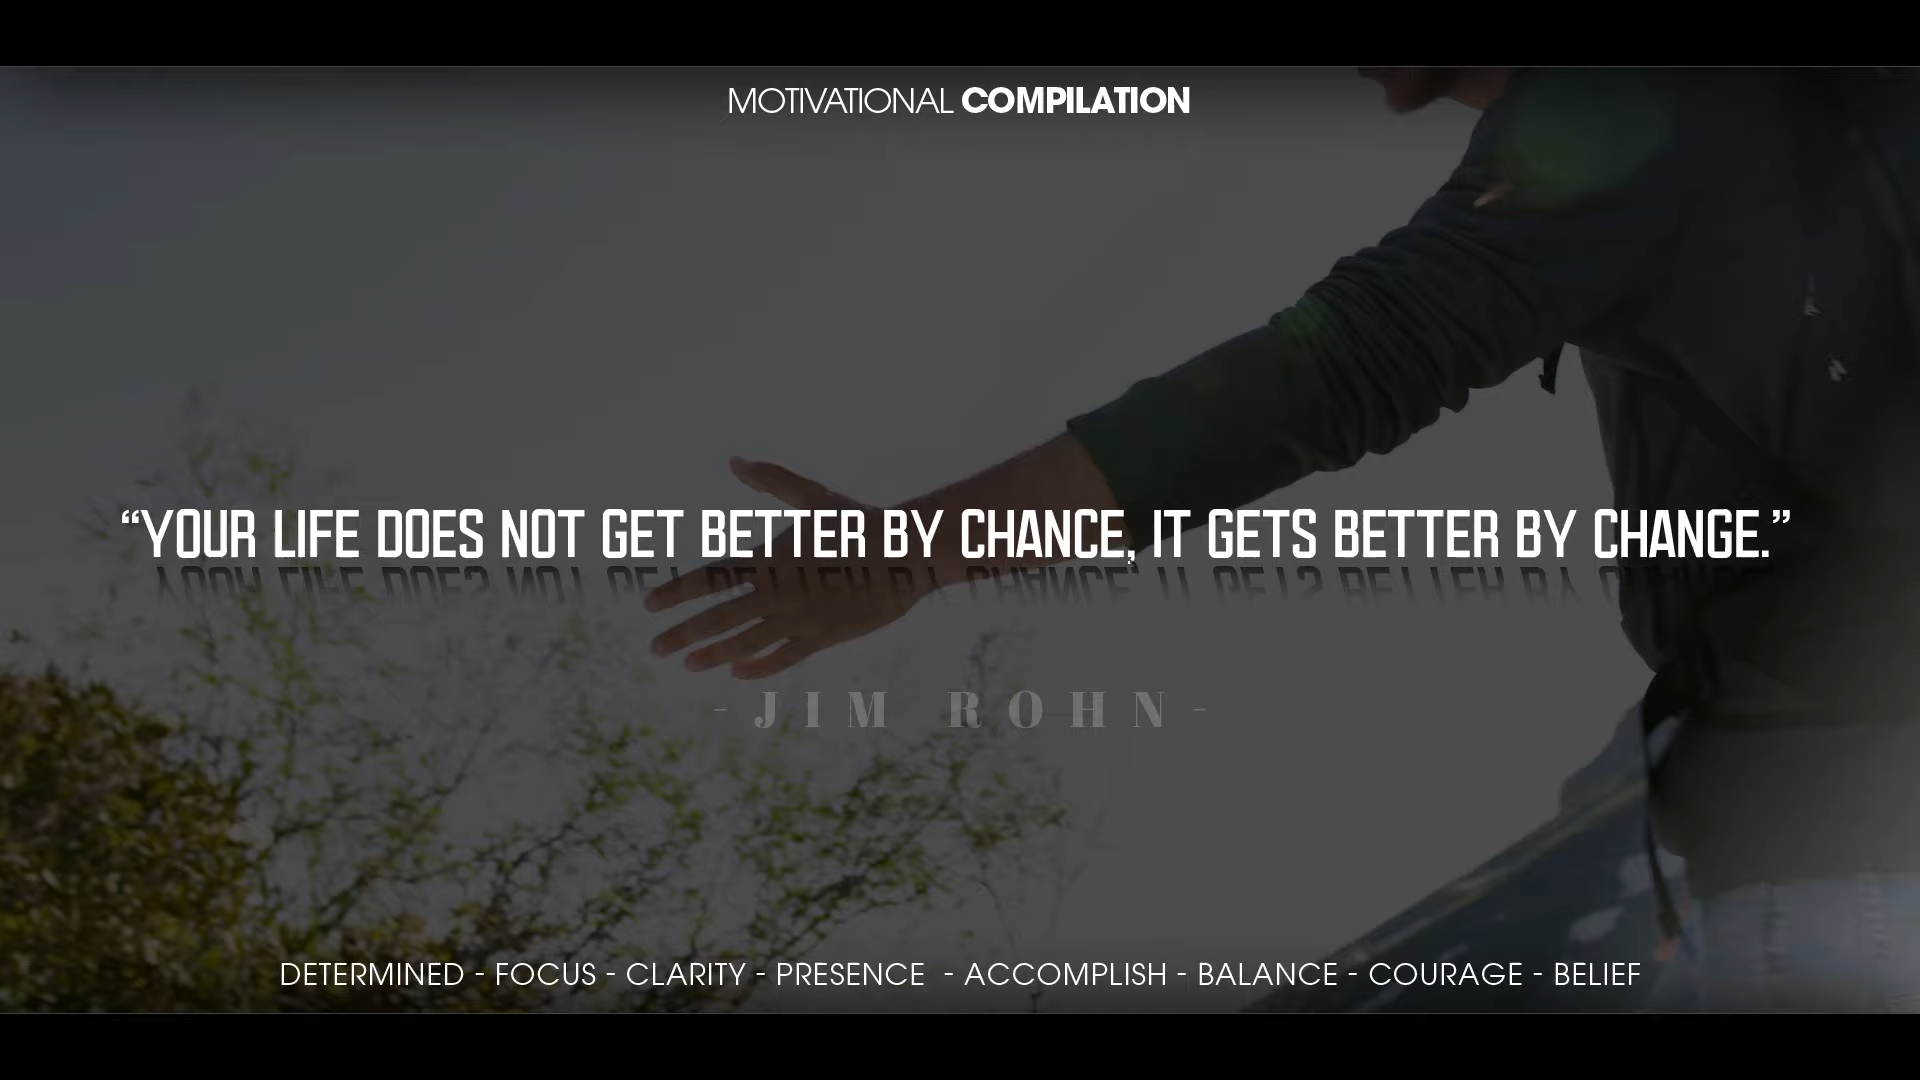 MOTIVATIONAL COMPILATION
“YOUR LIFE DOES NOT GET BETTER BY CHANCE, IT GETS BETTER BY CHANGE.”
-JIM ROHN-
DETERMINED - FOCUS - CLARITY - PRESENCE - ACCOMPLISH - BALANCE - COURAGE - BELIEF